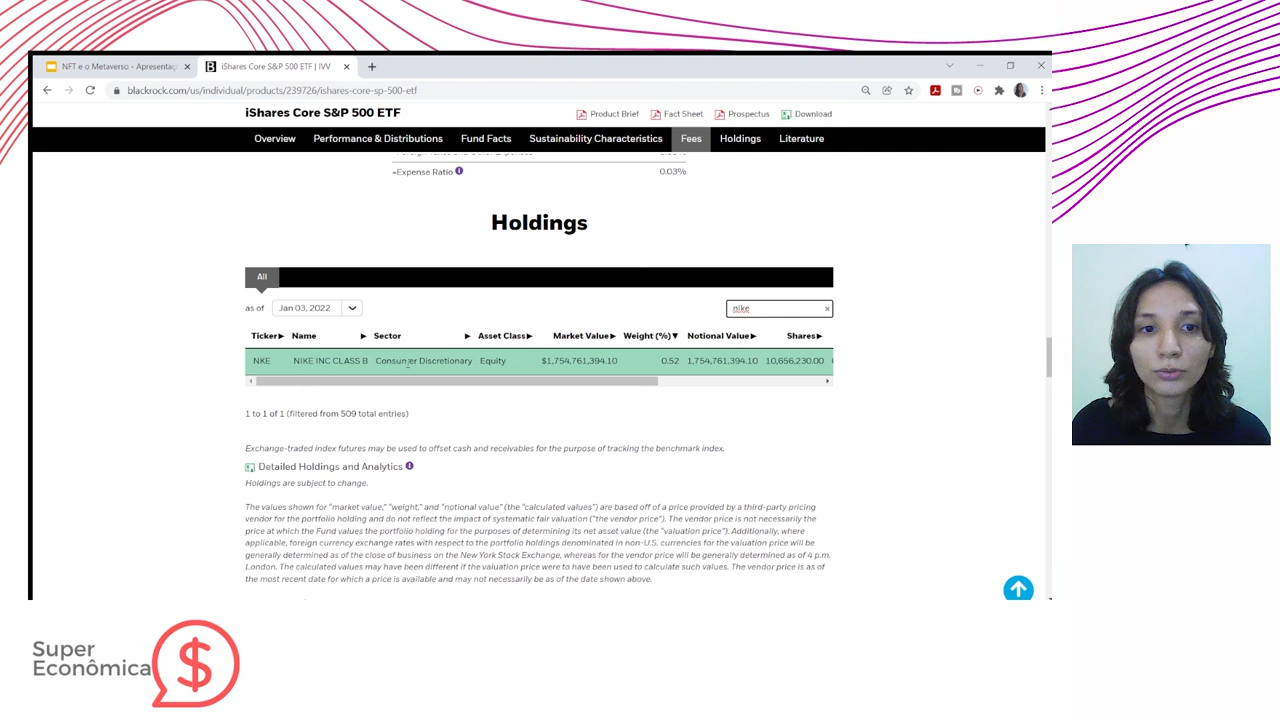 NFT e o Metaverso - Apresentaç
iShares Core S&P 500 ETF | IVV
blackrock.com/us/individual/products/239726/ishares-core-sp-500-etf
iShares Core S&P 500 ETF
Product Brief Fact Sheet Prospectus Download
Overview Performance & Distributions Fund Facts Sustainability Characteristics Fees Holdings Literature
=Expense Ratio 0.03%
Holdings
All
as of Jan 03, 2022 nike
Ticker Name Sector Asset Class Market Value Weight (%) Notional Value Shares
NKE NIKE INC CLASS B Consumer Discretionary Equity $1,754,761,394.10 0.52 1,754,761,394.10 10,656,230.00
1 to 1 of 1 (filtered from 509 total entries)
Exchange-traded index futures may be used to offset cash and receivables for the purpose of tracking the benchmark index.
Detailed Holdings and Analytics
Holdings are subject to change.
The values shown for "market value," "weight," and "notional value" (the "calculated values") are based off of a price provided by a third-party pricing
vendor for the portfolio holding and do not reflect the impact of systematic fair valuation ("the vendor price"). The vendor price is not necessarily the
price at which the Fund values the portfolio holding for the purposes of determining its net asset value (the "valuation price"). Additionally, where
applicable, foreign currency exchange rates with respect to the portfolio holdings denominated in non-U.S. currencies for the valuation price will be
generally determined as of the close of business on the New York Stock Exchange, whereas for the vendor price will be generally determined as of 4 p.m.
London. The calculated values may have been different if the valuation price were to have been used to calculate such values. The vendor price is as of
the most recent date for which a price is available and may not necessarily be as of the date shown above.
Super
Econômica
$